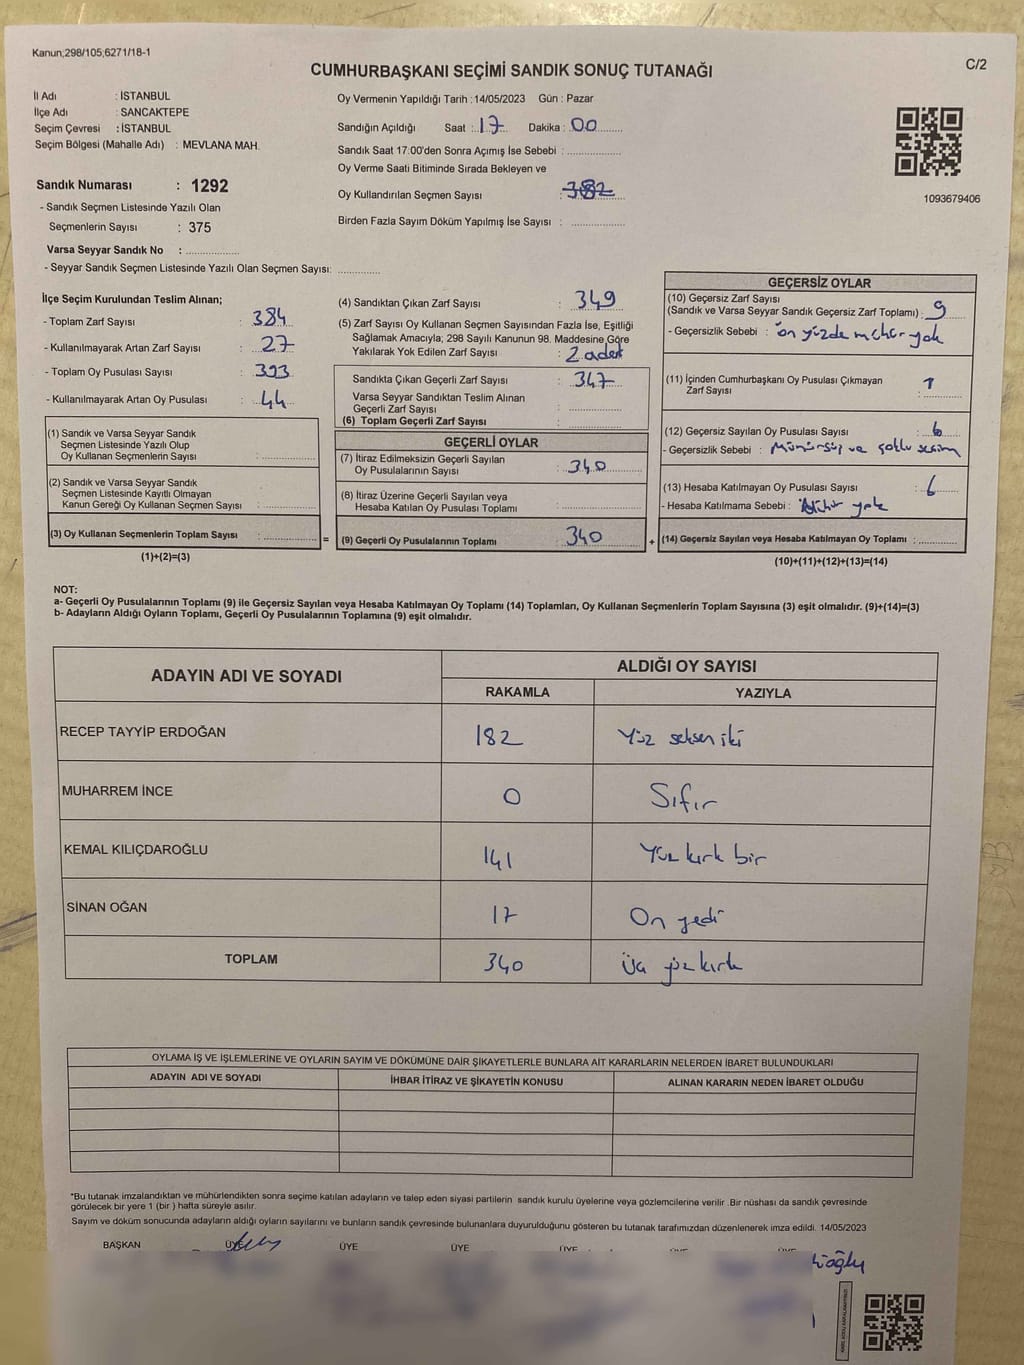 Kanun;298/105;6271/18-1
C/2
CUMHURBAŞKANI SEÇİMİ SANDIK SONUÇ TUTANAĞI
İl Adı : İSTANBUL
İlçe Adı : SANCAKTEPE
Seçim Çevresi : İSTANBUL
Seçim Bölgesi (Mahalle Adı) : MEVLANA MAH.
Sandık Numarası : 1292
- Sandık Seçmen Listesinde Yazılı Olan
Seçmenlerin Sayısı : 375
Varsa Seyyar Sandık No :
- Seyyar Sandık Seçmen Listesinde Yazılı Olan Seçmen Sayısı:
Oy Vermenin Yapıldığı Tarih : 14/05/2023 Gün : Pazar
Sandığın Açıldığı Saat : 17 Dakika : 00
Sandık Saat 17:00'den Sonra Açımış İse Sebebi :
Oy Verme Saati Bitiminde Sırada Bekleyen ve
Oy Kullandırılan Seçmen Sayısı : 382
Birden Fazla Sayım Döküm Yapılmış İse Sayısı :
1093679406
İlçe Seçim Kurulundan Teslim Alınan;
- Toplam Zarf Sayısı : 384
- Kullanılmayarak Artan Zarf Sayısı : 27
- Toplam Oy Pusulası Sayısı : 393
- Kullanılmayarak Artan Oy Pusulası : 44
(1) Sandık ve Varsa Seyyar Sandık
Seçmen Listesinde Yazılı Olup
Oy Kullanan Seçmenlerin Sayısı :
(2) Sandık ve Varsa Seyyar Sandık
Seçmen Listesinde Kayıtlı Olmayan
Kanun Gereği Oy Kullanan Seçmen Sayısı :
(3) Oy Kullanan Seçmenlerin Toplam Sayısı :
(1)+(2)=(3)
=
(4) Sandıktan Çıkan Zarf Sayısı : 349
(5) Zarf Sayısı Oy Kullanan Seçmen Sayısından Fazla İse, Eşitliği
Sağlamak Amacıyla; 298 Sayılı Kanunun 98. Maddesine Göre
Yakılarak Yok Edilen Zarf Sayısı : 2 adet
Sandıkta Çıkan Geçerli Zarf Sayısı : 347
Varsa Seyyar Sandıktan Teslim Alınan
Geçerli Zarf Sayısı :
(6) Toplam Geçerli Zarf Sayısı :
GEÇERLİ OYLAR
(7) İtiraz Edilmeksizin Geçerli Sayılan
Oy Pusulalarının Sayısı : 340
(8) İtiraz Üzerine Geçerli Sayılan veya
Hesaba Katılan Oy Pusulası Toplamı :
(9) Geçerli Oy Pusulalarının Toplamı : 340
+
GEÇERSİZ OYLAR
(10) Geçersiz Zarf Sayısı
(Sandık ve Varsa Seyyar Sandık Geçersiz Zarf Toplamı) : 9
- Geçersizlik Sebebi : ön yüzde mühür yok
(11) İçinden Cumhurbaşkanı Oy Pusulası Çıkmayan
Zarf Sayısı : 1
(12) Geçersiz Sayılan Oy Pusulası Sayısı : 6
- Geçersizlik Sebebi : Mühürsüz ve çoklu seçim
(13) Hesaba Katılmayan Oy Pusulası Sayısı : 6
- Hesaba Katılmama Sebebi : Mühür yok
(14) Geçersiz Sayılan veya Hesaba Katılmayan Oy Toplamı :
(10)+(11)+(12)+(13)=(14)
NOT:
a- Geçerli Oy Pusulalarının Toplamı (9) ile Geçersiz Sayılan veya Hesaba Katılmayan Oy Toplamı (14) Toplamları, Oy Kullanan Seçmenlerin Toplam Sayısına (3) eşit olmalıdır. (9)+(14)=(3)
b- Adayların Aldığı Oyların Toplamı, Geçerli Oy Pusulalarının Toplamına (9) eşit olmalıdır.
ADAYIN ADI VE SOYADI ALDIĞI OY SAYISI
RAKAMLA YAZIYLA
RECEP TAYYİP ERDOĞAN 182 Yüz seksen iki
MUHARREM İNCE 0 Sıfır
KEMAL KILIÇDAROĞLU 141 Yüz kırk bir
SİNAN OĞAN 17 On yedi
TOPLAM 340 Üç yüz kırk
OYLAMA İŞ VE İŞLEMLERİNE VE OYLARIN SAYIM VE DÖKÜMÜNE DAİR ŞİKAYETLERLE BUNLARA AİT KARARLARIN NELERDEN İBARET BULUNDUKLARI
ADAYIN ADI VE SOYADI İHBAR İTİRAZ VE ŞİKAYETİN KONUSU ALINAN KARARIN NEDEN İBARET OLDUĞU
*Bu tutanak imzalandıktan ve mühürlendikten sonra seçime katılan adayların ve talep eden siyasi partilerin sandık kurulu üyelerine veya gözlemcilerine verilir .Bir nüshası da sandık çevresinde
görülecek bir yere 1 (bir ) hafta süreyle asılır.
Sayım ve döküm sonucunda adayların aldığı oyların sayılarını ve bunların sandık çevresinde bulunanlara duyurulduğunu gösteren bu tutanak tarafımızdan düzenlenerek imza edildi. 14/05/2023
BAŞKAN ÜYE ÜYE ÜYE ÜYE ÜYE ÜYE